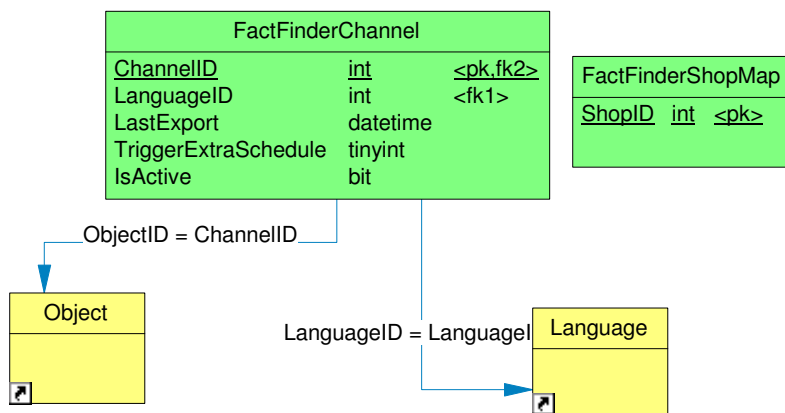 FactFinderChannel
ChannelID int <pk,fk2>
LanguageID int <fk1>
LastExport datetime
TriggerExtraSchedule tinyint
IsActive bit
FactFinderShopMap
ShopID int <pk>
ObjectID = ChannelID
Object
LanguageID = LanguageI
Language